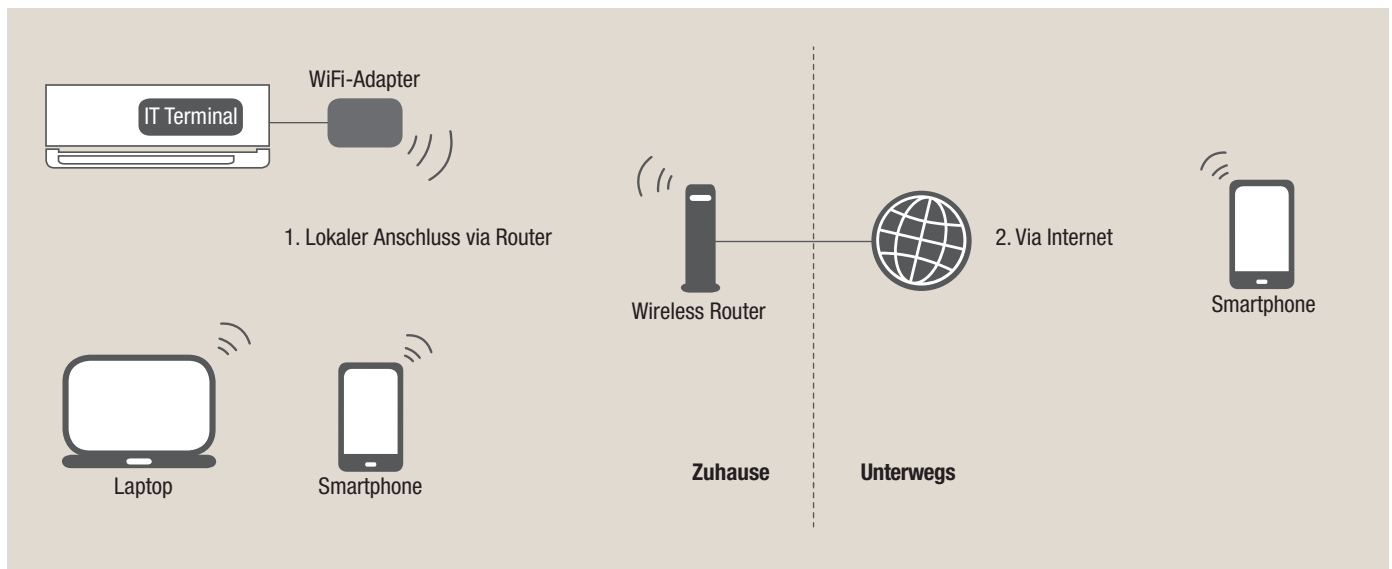 WiFi-Adapter
IT Terminal
1. Lokaler Anschluss via Router
2. Via Internet
Wireless Router
Smartphone
Laptop
Smartphone
Zuhause
Unterwegs